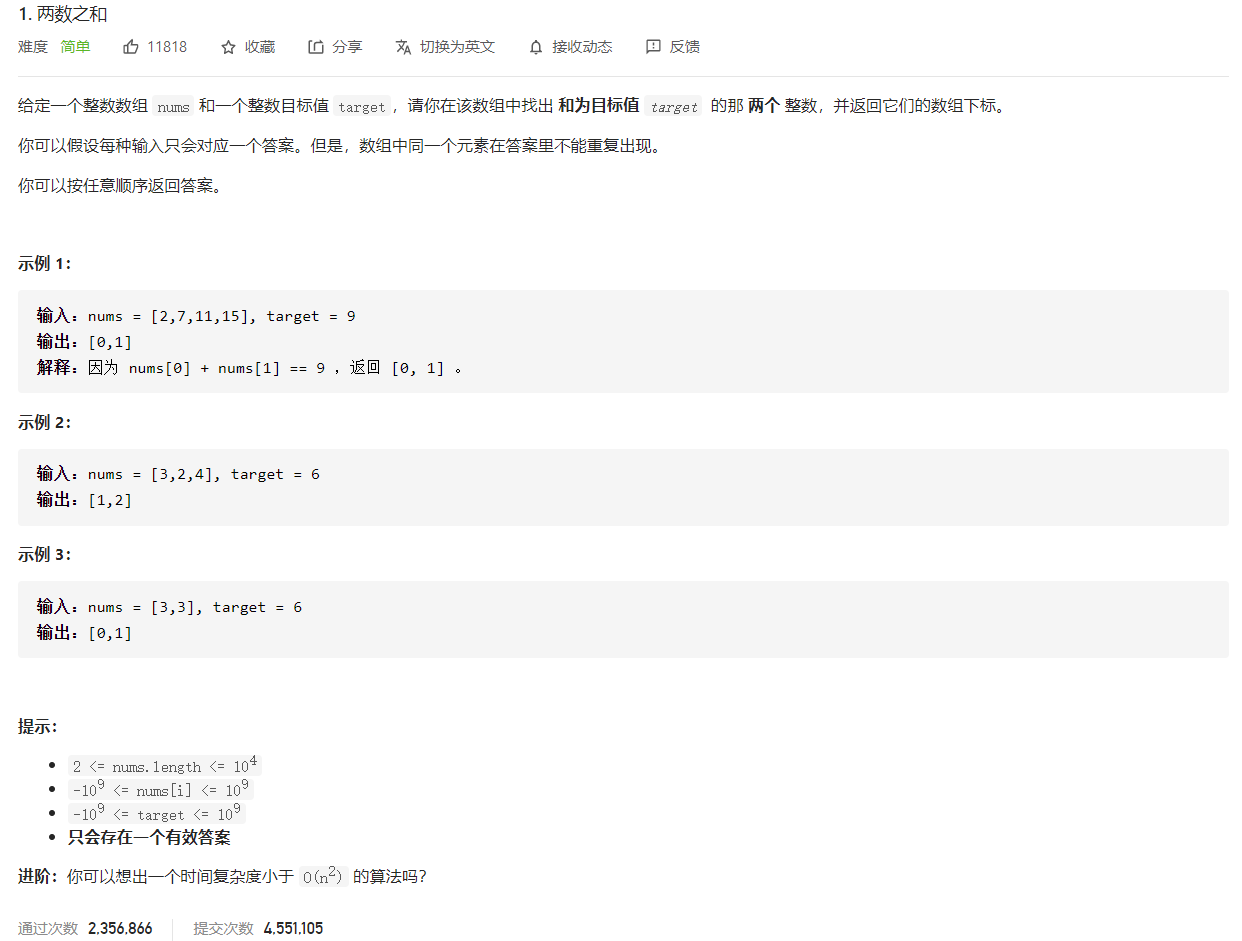 1. 两数之和
难度 简单 11818 收藏 分享 切换为英文 接收动态 反馈
给定一个整数数组 nums 和一个整数目标值 target，请你在该数组中找出 和为目标值 target 的那 两个 整数，并返回它们的数组下标。
你可以假设每种输入只会对应一个答案。但是，数组中同一个元素在答案里不能重复出现。
你可以按任意顺序返回答案。
示例 1：
输入：nums = [2,7,11,15], target = 9
输出：[0,1]
解释：因为 nums[0] + nums[1] == 9 ，返回 [0, 1] 。
示例 2：
输入：nums = [3,2,4], target = 6
输出：[1,2]
示例 3：
输入：nums = [3,3], target = 6
输出：[0,1]
提示：
2 <= nums.length <= 10⁴
-10⁹ <= nums[i] <= 10⁹
-10⁹ <= target <= 10⁹
只会存在一个有效答案
进阶：你可以想出一个时间复杂度小于 O(n²) 的算法吗？
通过次数 2,356,866 提交次数 4,551,105